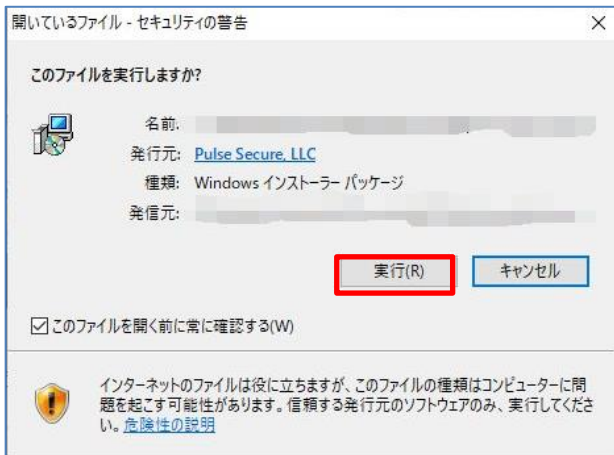 開いているファイル - セキュリティの警告
このファイルを実行しますか?
名前:
発行元: Pulse Secure, LLC
種類: Windows インストーラー パッケージ
発信元:
実行(R)
キャンセル
このファイルを開く前に常に確認する(W)
インターネットのファイルは役に立ちますが、このファイルの種類はコンピューターに問
題を起こす可能性があります。信頼する発行元のソフトウェアのみ、実行してくださ
い。危険性の説明